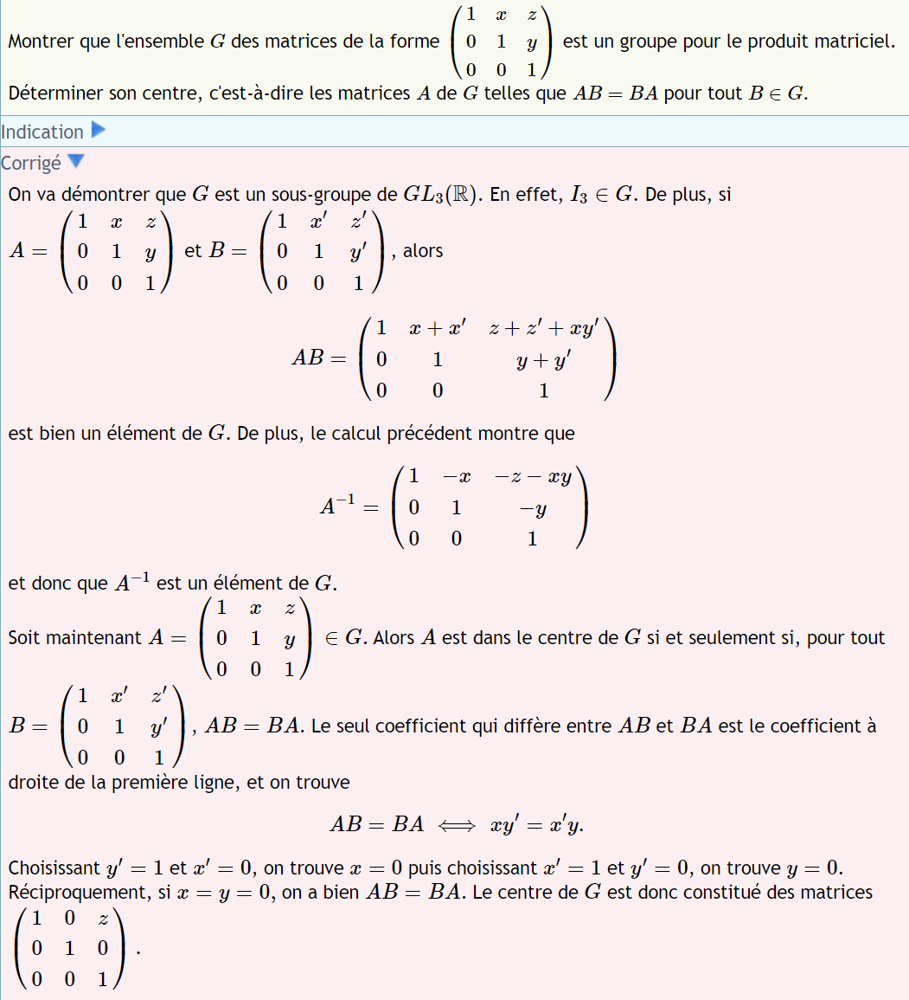 Montrer que l'ensemble $G$ des matrices de la forme $\begin{pmatrix} 1 & x & z \\ 0 & 1 & y \\ 0 & 0 & 1 \end{pmatrix}$ est un groupe pour le produit matriciel.
Déterminer son centre, c'est-à-dire les matrices $A$ de $G$ telles que $AB = BA$ pour tout $B \in G$.
Indication
Corrigé
On va démontrer que $G$ est un sous-groupe de $GL_3(\mathbb{R})$. En effet, $I_3 \in G$. De plus, si
$A = \begin{pmatrix} 1 & x & z \\ 0 & 1 & y \\ 0 & 0 & 1 \end{pmatrix}$ et $B = \begin{pmatrix} 1 & x' & z' \\ 0 & 1 & y' \\ 0 & 0 & 1 \end{pmatrix}$, alors
$AB = \begin{pmatrix} 1 & x + x' & z + z' + xy' \\ 0 & 1 & y + y' \\ 0 & 0 & 1 \end{pmatrix}$
est bien un élément de $G$. De plus, le calcul précédent montre que
$A^{-1} = \begin{pmatrix} 1 & -x & -z - xy \\ 0 & 1 & -y \\ 0 & 0 & 1 \end{pmatrix}$
et donc que $A^{-1}$ est un élément de $G$.
Soit maintenant $A = \begin{pmatrix} 1 & x & z \\ 0 & 1 & y \\ 0 & 0 & 1 \end{pmatrix} \in G$. Alors $A$ est dans le centre de $G$ si et seulement si, pour tout
$B = \begin{pmatrix} 1 & x' & z' \\ 0 & 1 & y' \\ 0 & 0 & 1 \end{pmatrix}$, $AB = BA$. Le seul coefficient qui diffère entre $AB$ et $BA$ est le coefficient à
droite de la première ligne, et on trouve
$AB = BA \iff xy' = x'y.$
Choisissant $y' = 1$ et $x' = 0$, on trouve $x = 0$ puis choisissant $x' = 1$ et $y' = 0$, on trouve $y = 0$.
Réciproquement, si $x = y = 0$, on a bien $AB = BA$. Le centre de $G$ est donc constitué des matrices
$\begin{pmatrix} 1 & 0 & z \\ 0 & 1 & 0 \\ 0 & 0 & 1 \end{pmatrix}.$